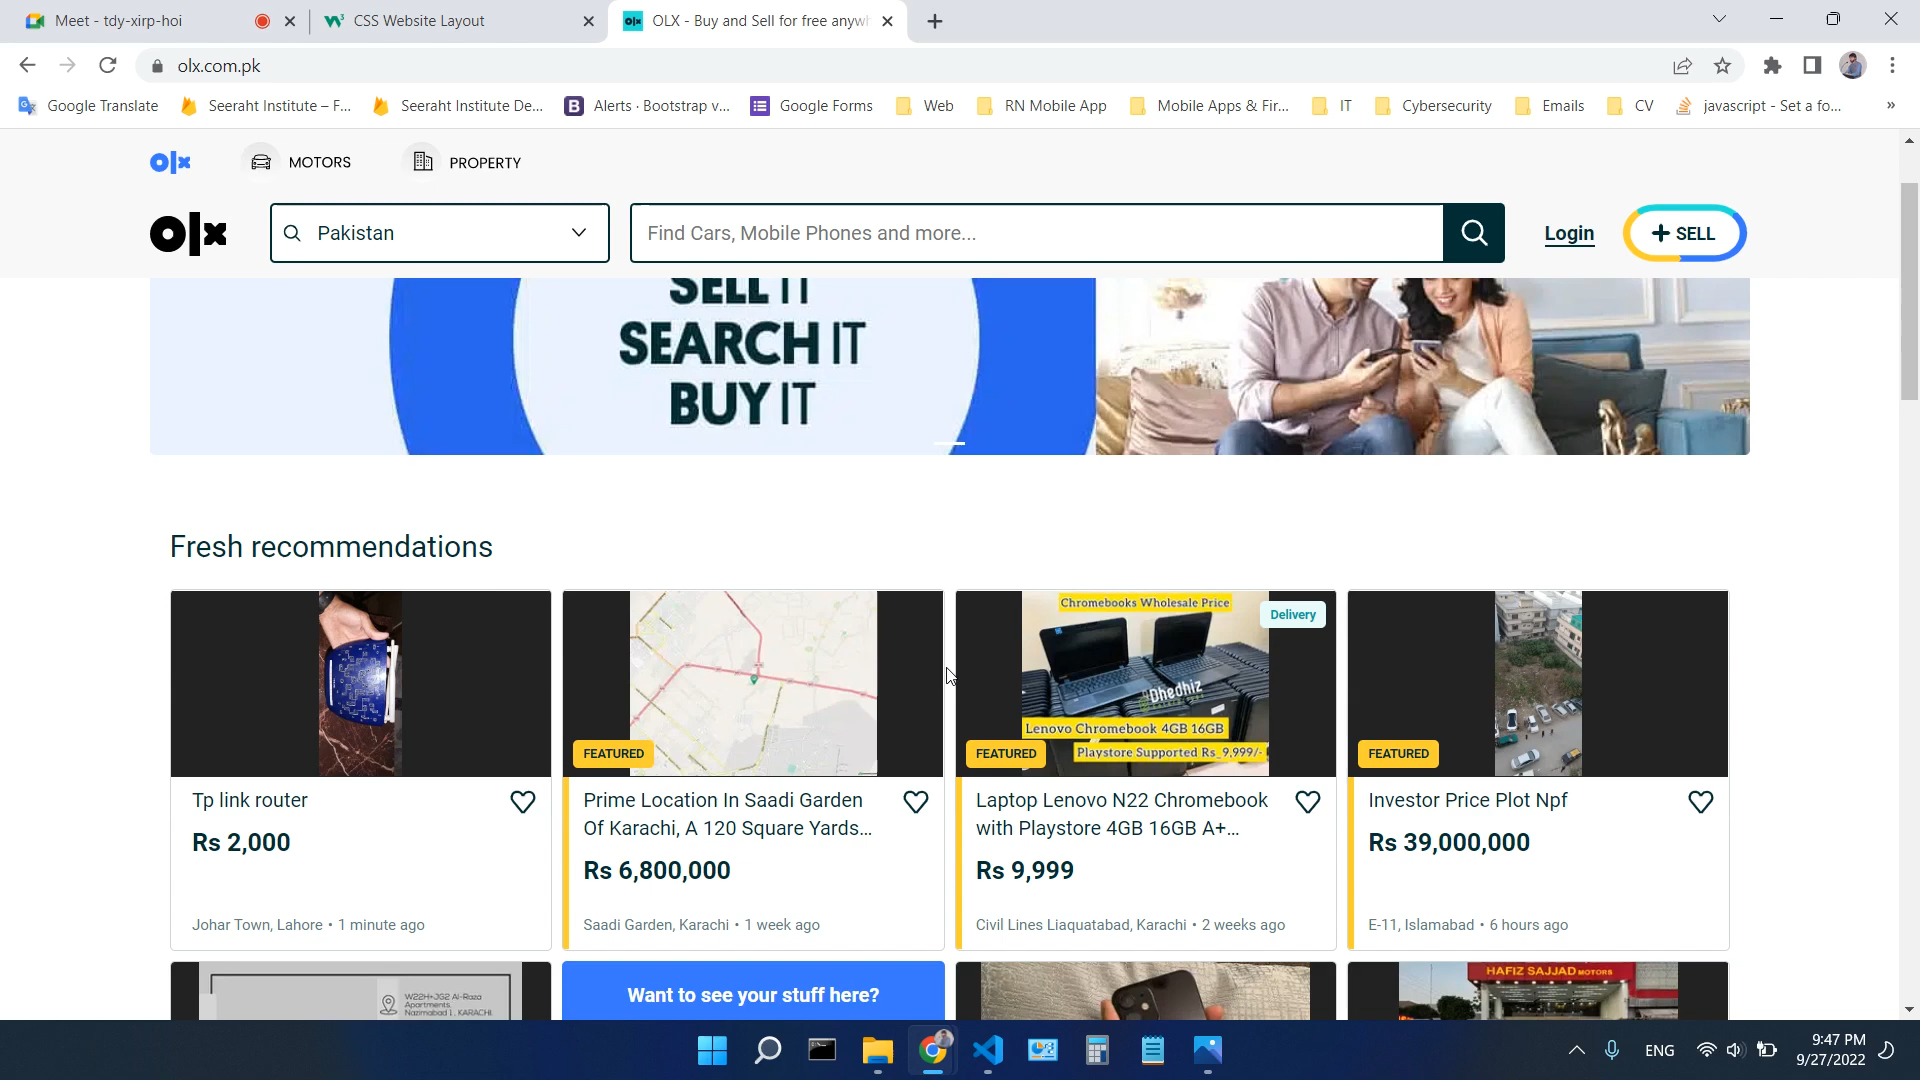 Meet - tdy-xirp-hoi
CSS Website Layout
OLX - Buy and Sell for free anywh
olx.com.pk
Google Translate
Seeraht Institute – F...
Seeraht Institute De...
Alerts · Bootstrap v...
Google Forms
Web
RN Mobile App
Mobile Apps & Fir...
IT
Cybersecurity
Emails
CV
javascript - Set a fo...
»
olx
MOTORS
PROPERTY
olx
Pakistan
Find Cars, Mobile Phones and more...
Login
+ SELL
SELL IT
SEARCH IT
BUY IT
Fresh recommendations
FEATURED
Chromebooks Wholesale Price
Delivery
Dhedhiz
Lenovo Chromebook 4GB 16GB
Playstore Supported Rs_9,999/-
FEATURED
FEATURED
Tp link router
Rs 2,000
Johar Town, Lahore • 1 minute ago
Prime Location In Saadi Garden
Of Karachi, A 120 Square Yards...
Rs 6,800,000
Saadi Garden, Karachi • 1 week ago
Laptop Lenovo N22 Chromebook
with Playstore 4GB 16GB A+...
Rs 9,999
Civil Lines Liaquatabad, Karachi • 2 weeks ago
Investor Price Plot Npf
Rs 39,000,000
E-11, Islamabad • 6 hours ago
W22H+JG2 Al-Raza
Apartments,
Nazimabad 1, KARACHI,
Want to see your stuff here?
HAFIZ SAJJAD MOTORS
ENG
9:47 PM
9/27/2022